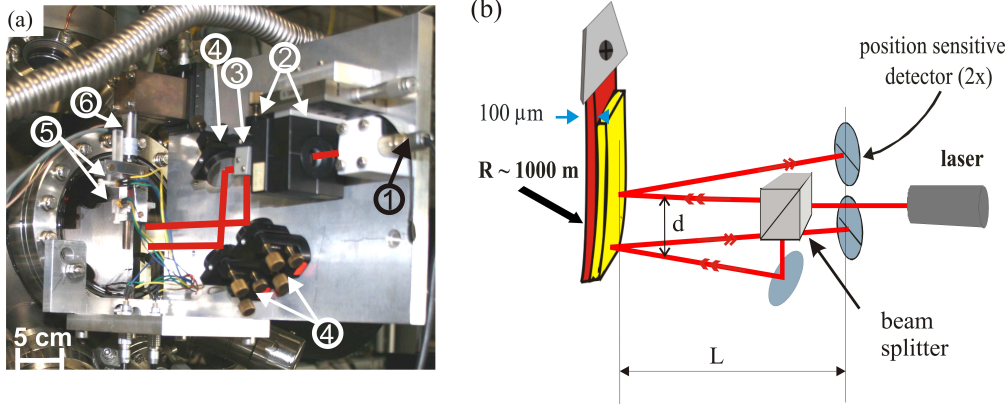 (a)
④
③
②
⑥
⑤
①
④
5 cm
(b)
position sensitive
detector (2x)
100 µm
laser
R ~ 1000 m
d
beam
splitter
L